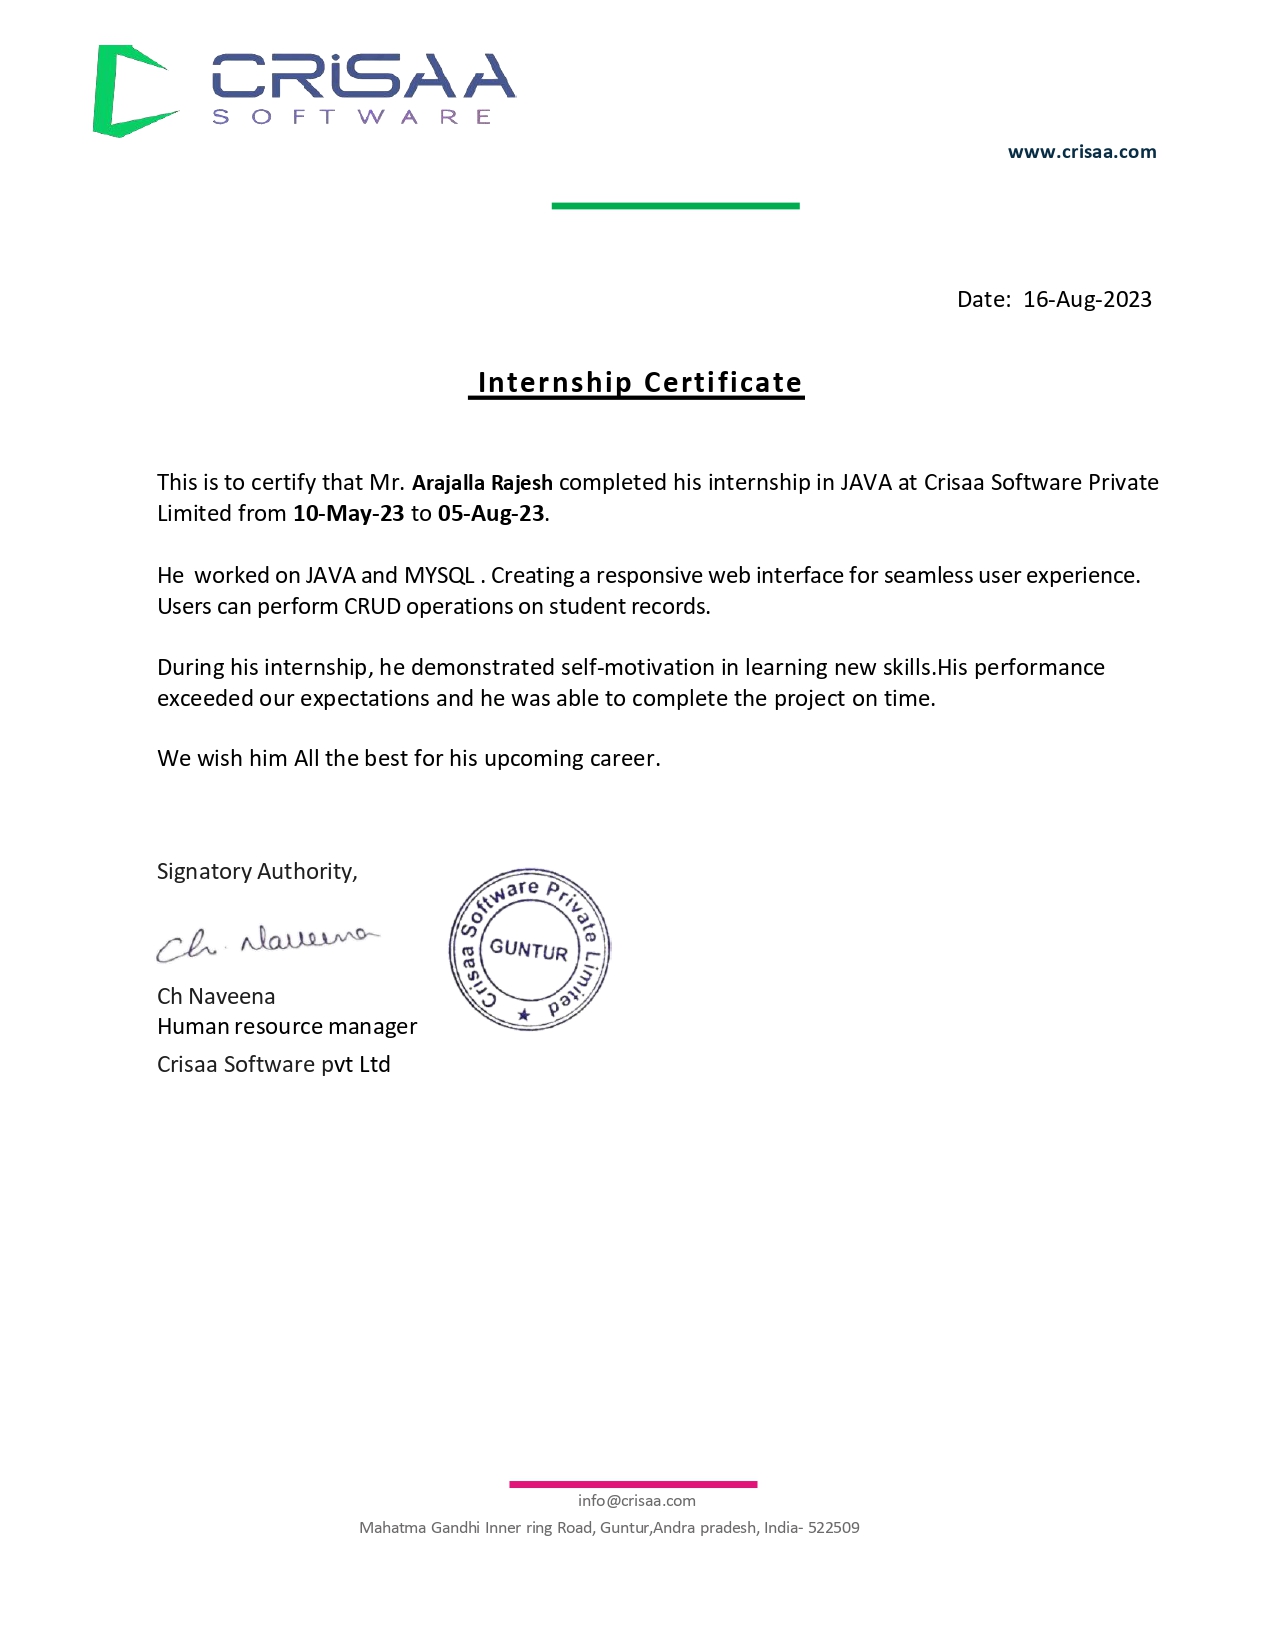 CRiSAA
SOFTWARE
www.crisaa.com
Date: 16-Aug-2023
Internship Certificate
This is to certify that Mr. Arajalla Rajesh completed his internship in JAVA at Crisaa Software Private
Limited from 10-May-23 to 05-Aug-23.
He worked on JAVA and MYSQL . Creating a responsive web interface for seamless user experience.
Users can perform CRUD operations on student records.
During his internship, he demonstrated self-motivation in learning new skills.His performance
exceeded our expectations and he was able to complete the project on time.
We wish him All the best for his upcoming career.
Signatory Authority,
Ch. Naveena
Crisaa Software Private Limited
GUNTUR
Ch Naveena
Human resource manager
Crisaa Software pvt Ltd
info@crisaa.com
Mahatma Gandhi Inner ring Road, Guntur,Andra pradesh, India- 522509